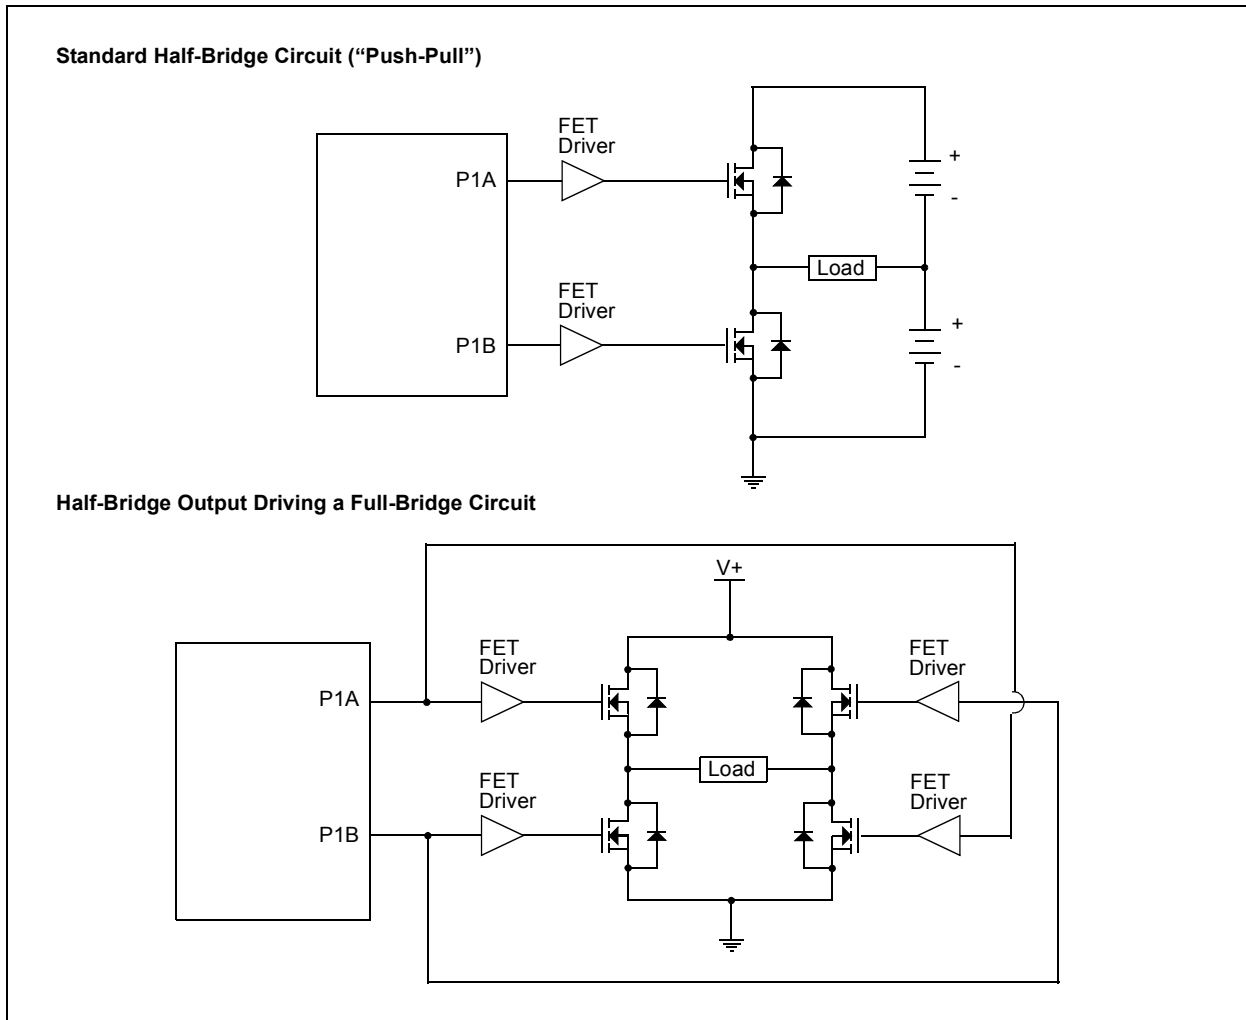 Standard Half-Bridge Circuit (“Push-Pull”)
FET
Driver
P1A
+
-
Load
FET
Driver
P1B
+
-
Half-Bridge Output Driving a Full-Bridge Circuit
V+
FET
Driver
FET
Driver
P1A
Load
FET
Driver
FET
Driver
P1B